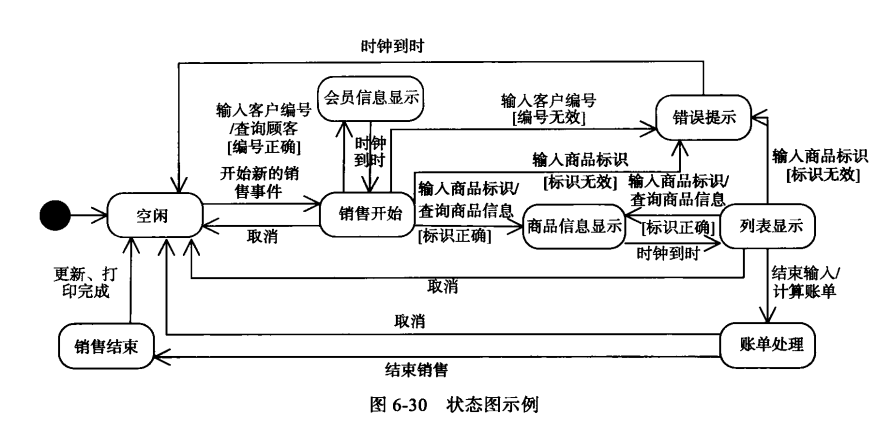 时钟到时
会员信息显示
输入客户编号
/查询顾客
[编号正确]
时钟
到时
输入客户编号
[编号无效]
错误提示
开始新的销
售事件
输入商品标识
[标识无效]
输入商品标识
[标识无效]
输入商品标识/
查询商品信息
[标识正确]
输入商品标识/
查询商品信息
[标识正确]
空闲
销售开始
商品信息显示
列表显示
取消
时钟到时
更新、打
印完成
取消
结束输入/
计算账单
取消
销售结束
账单处理
结束销售
图 6-30 状态图示例